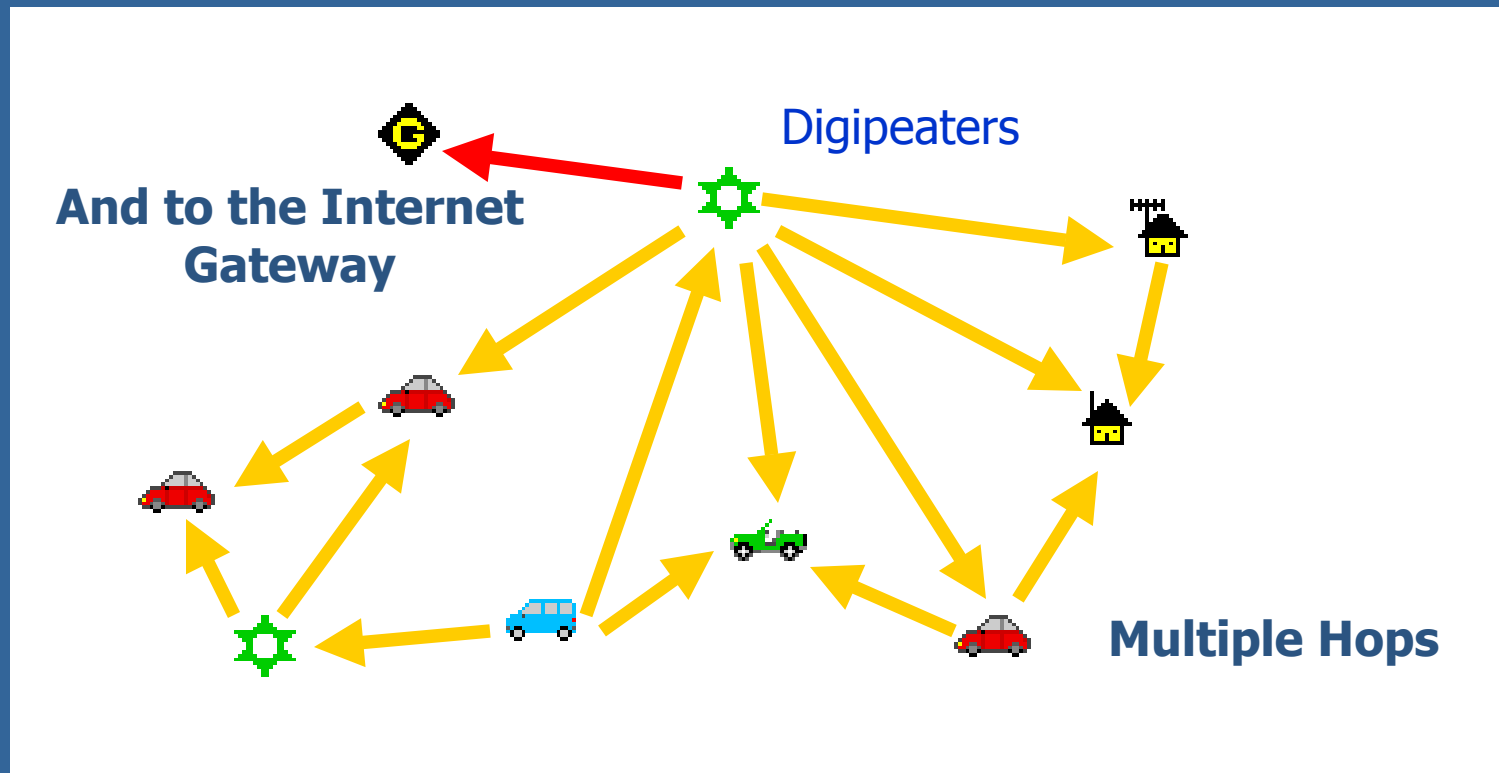 G
Digipeaters
And to the Internet
Gateway
Multiple Hops